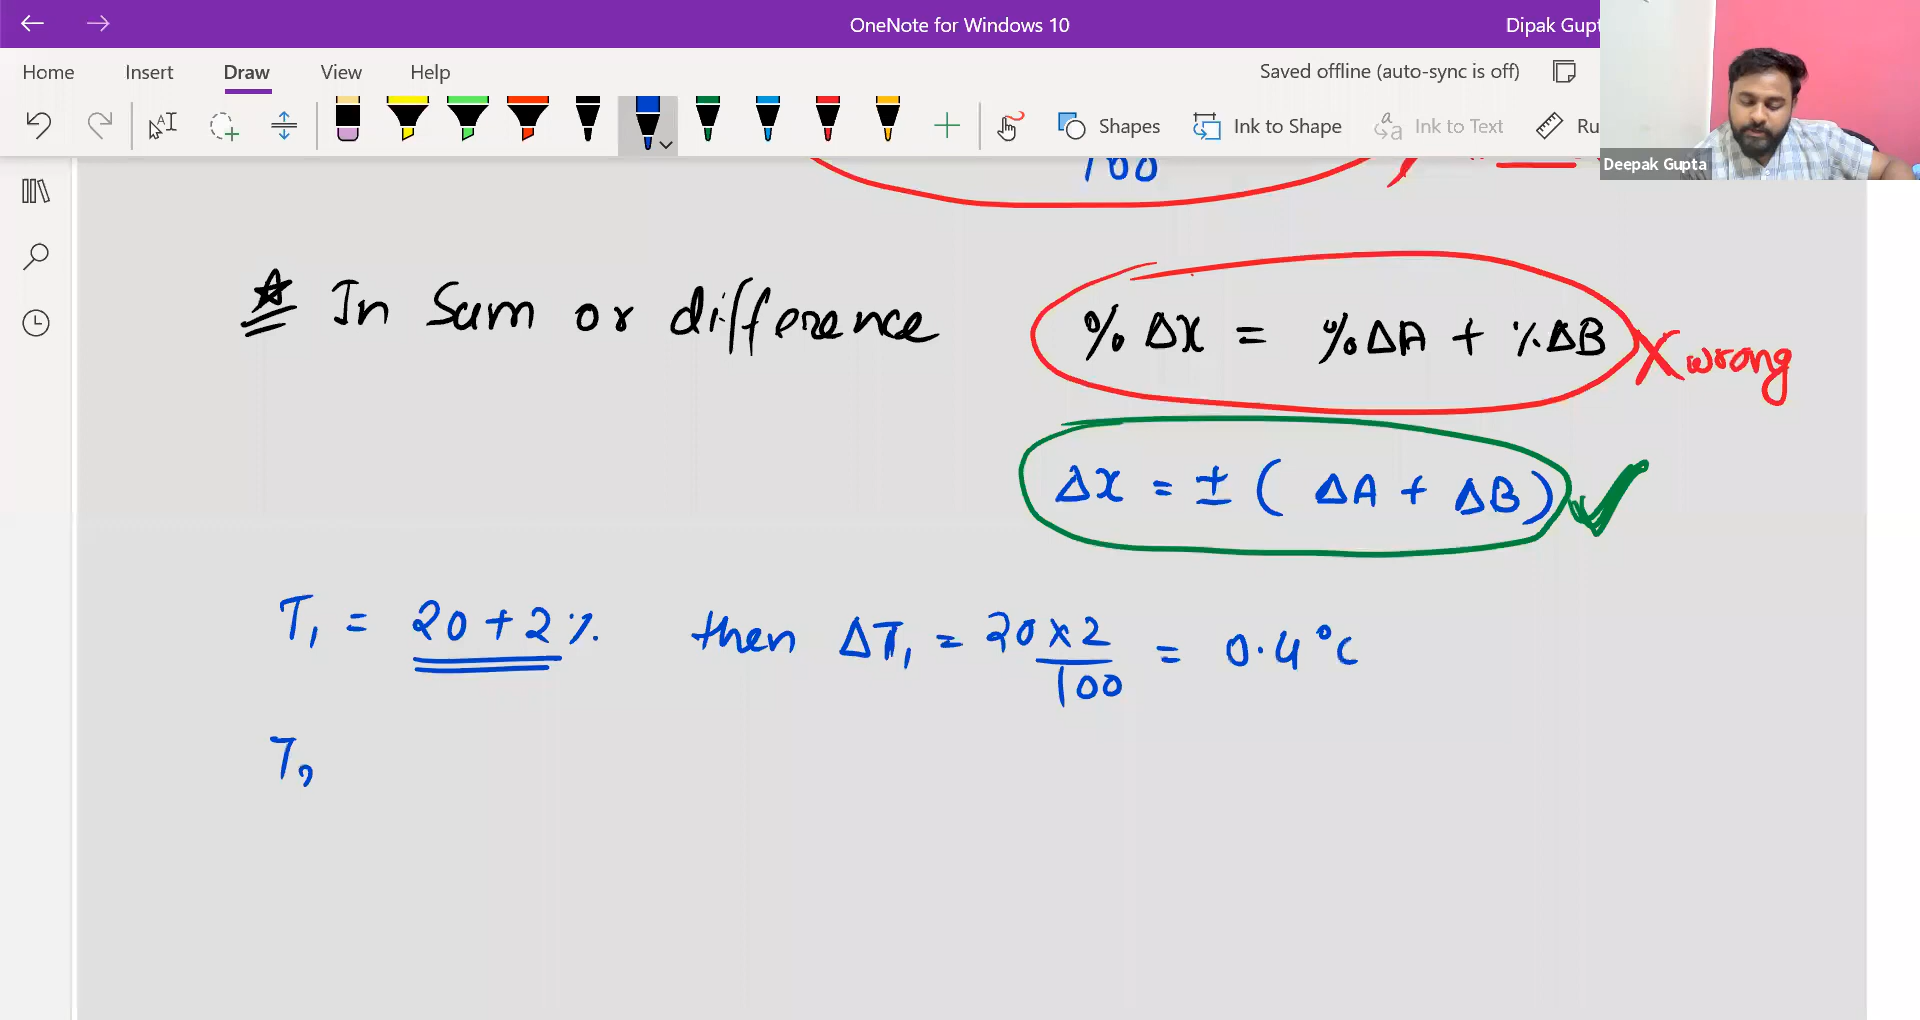 OneNote for Windows 10
Dipak Gupt
Home Insert Draw View Help
Saved offline (auto-sync is off)
Shapes Ink to Shape Ink to Text Ru
Deepak Gupta
100
In Sum or difference
% Δx = % ΔA + % ΔB X wrong
Δx = ± ( ΔA + ΔB ) ✓
T₁ = 20 + 2 % then ΔT₁ = 20 × 2 / 100 = 0.4 °C
T